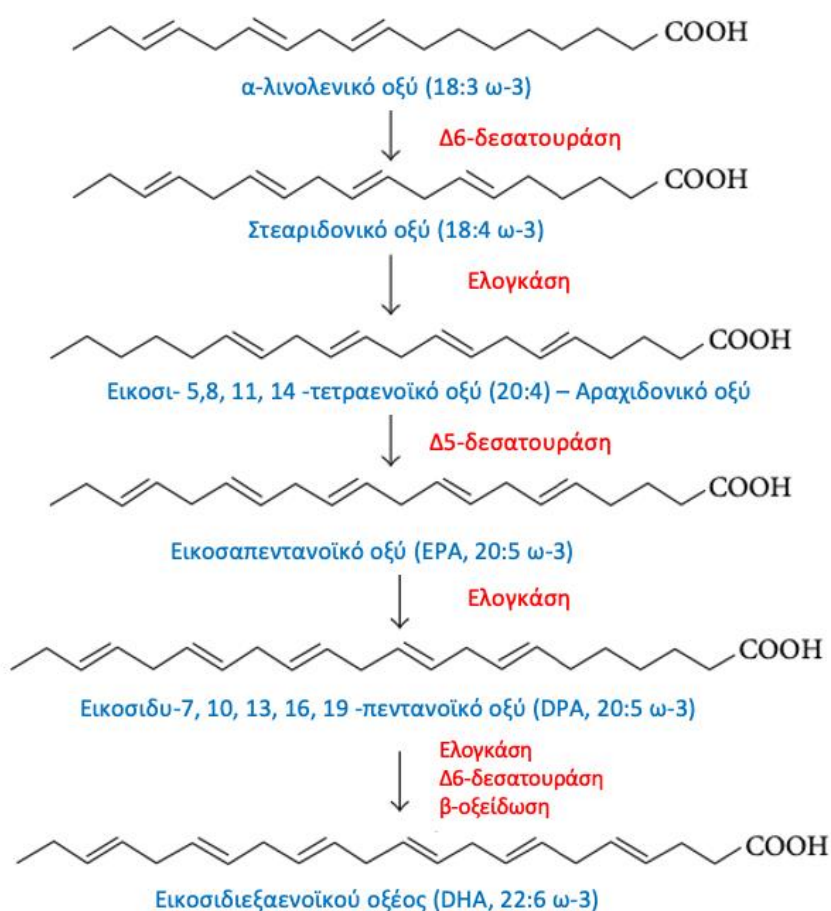 COOH
α-λινολενικό οξύ (18:3 ω-3)
Δ6-δεσατουράση
COOH
Στεαριδονικό οξύ (18:4 ω-3)
Ελογκάση
COOH
Εικοσι- 5,8, 11, 14 -τετραενοϊκό οξύ (20:4) – Αραχιδονικό οξύ
Δ5-δεσατουράση
COOH
Εικοσαπεντανοϊκό οξύ (EPA, 20:5 ω-3)
Ελογκάση
COOH
Εικοσιδυ-7, 10, 13, 16, 19 -πεντανοϊκό οξύ (DPA, 20:5 ω-3)
Ελογκάση
Δ6-δεσατουράση
β-οξείδωση
COOH
Εικοσιδιεξαενοϊκού οξέος (DHA, 22:6 ω-3)